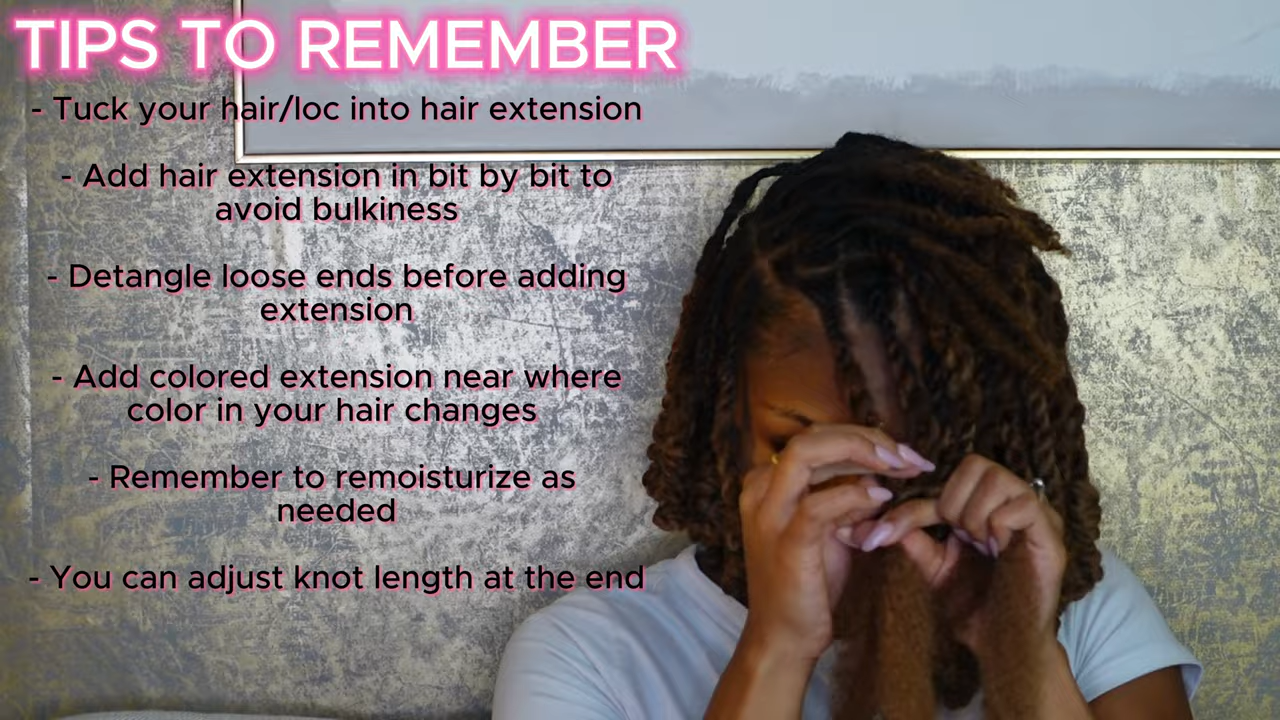 TIPS TO REMEMBER
- Tuck your hair/loc into hair extension
- Add hair extension in bit by bit to
avoid bulkiness
- Detangle loose ends before adding
extension
- Add colored extension near where
color in your hair changes
- Remember to remoisturize as
needed
- You can adjust knot length at the end